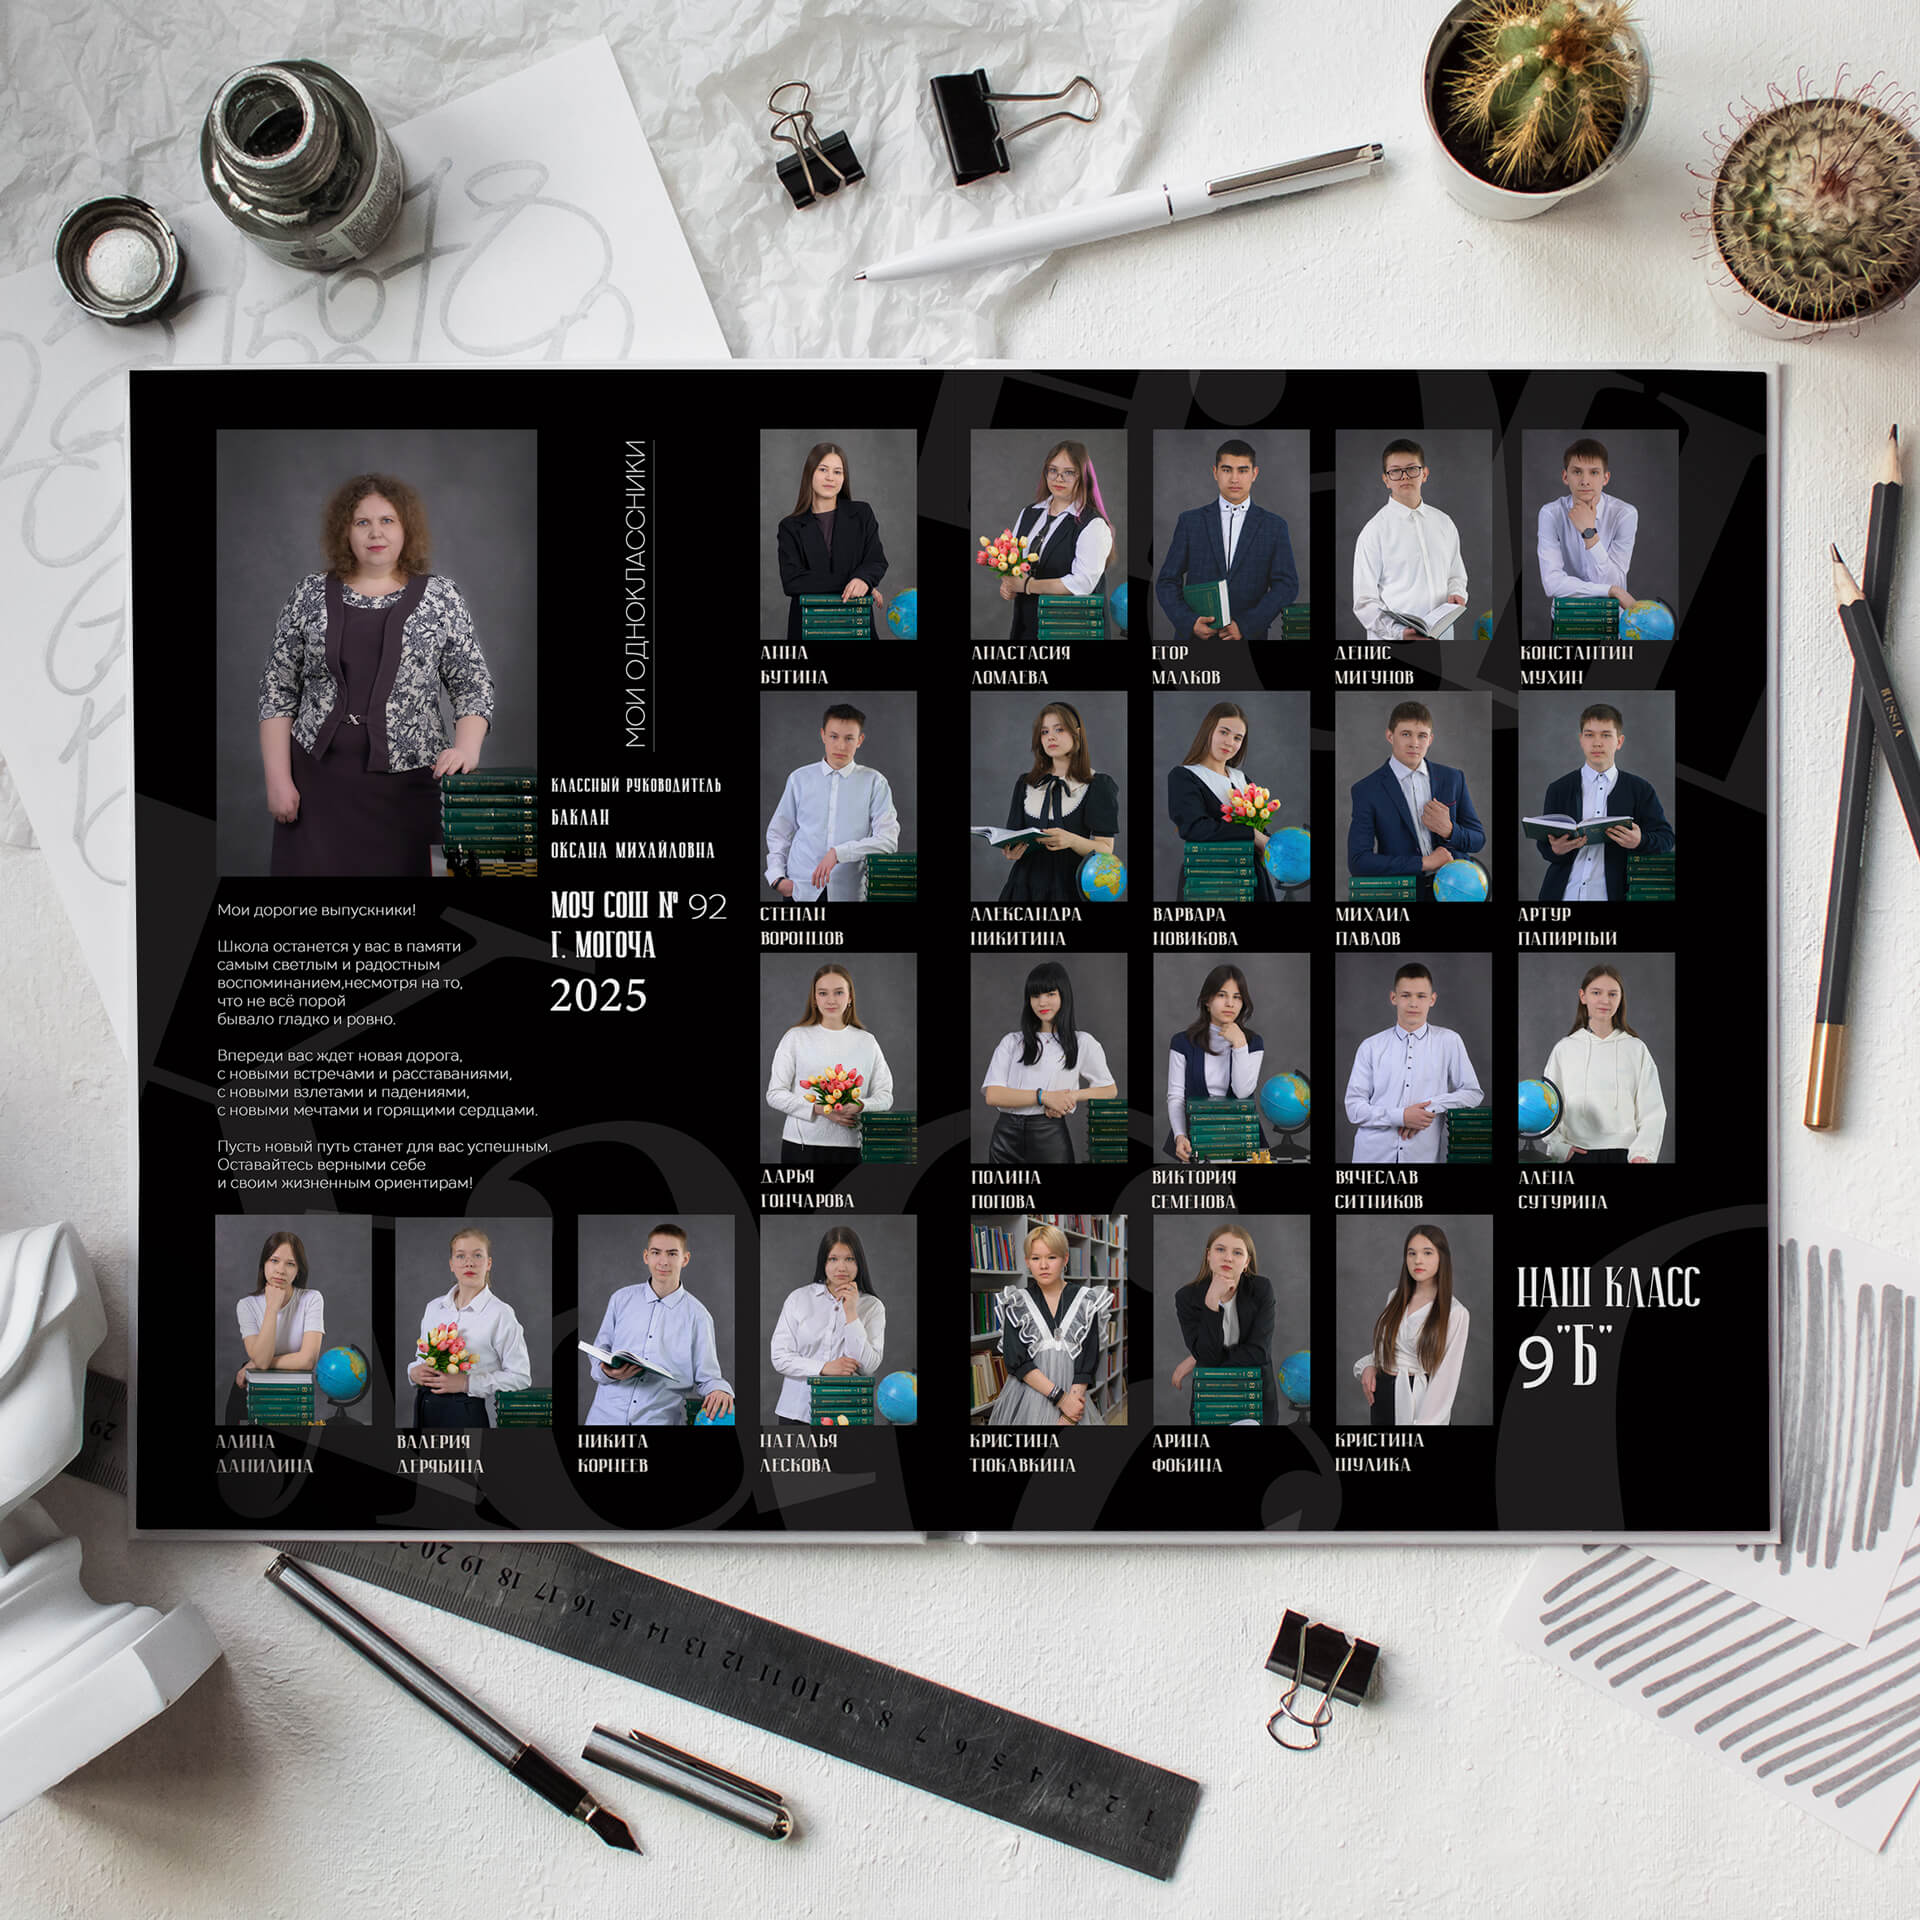 МОИ ОДНОКЛАССНИКИ
КЛАССНЫЙ РУКОВОДИТЕЛЬ
БАКЛАН
ОКСАНА МИХАЙЛОВНА
МОУ СОШ № 92
Г. МОГОЧА
2025
Мои дорогие выпускники!
Школа останется у вас в памяти
самым светлым и радостным
воспоминанием,несмотря на то,
что не всё порой
бывало гладко и ровно.
Впереди вас ждет новая дорога,
с новыми встречами и расставаниями,
с новыми взлетами и падениями,
с новыми мечтами и горящими сердцами.
Пусть новый путь станет для вас успешным.
Оставайтесь верными себе
и своим жизненным ориентирам!
АННА
БУТИНА
АНАСТАСИЯ
ЛОМАЕВА
ЕГОР
МАЛКОВ
ДЕНИС
МИГУНОВ
КОНСТАНТИН
МУХИН
СТЕПАН
ВОРОНЦОВ
АЛЕКСАНДРА
НИКИТИНА
ВАРВАРА
НОВИКОВА
МИХАИЛ
ПАВЛОВ
АРТУР
ПАПИРНЫЙ
ДАРЬЯ
ГОНЧАРОВА
ПОЛИНА
ПОПОВА
ВИКТОРИЯ
СЕМЕНОВА
ВЯЧЕСЛАВ
СИТНИКОВ
АЛЕНА
СУТУРИНА
АЛИНА
ДАНИЛИНА
ВАЛЕРИЯ
ДЕРЯБИНА
НИКИТА
КОРНЕЕВ
НАТАЛЬЯ
ЛЕСКОВА
КРИСТИНА
ТЮКАВКИНА
АРИНА
ФОКИНА
КРИСТИНА
ШУЛИКА
НАШ КЛАСС
9"Б"
RUSSIA
29
20 19 18 17 16 15 14 13 12 11 10 9 8 7 6 5 4 3 2 1